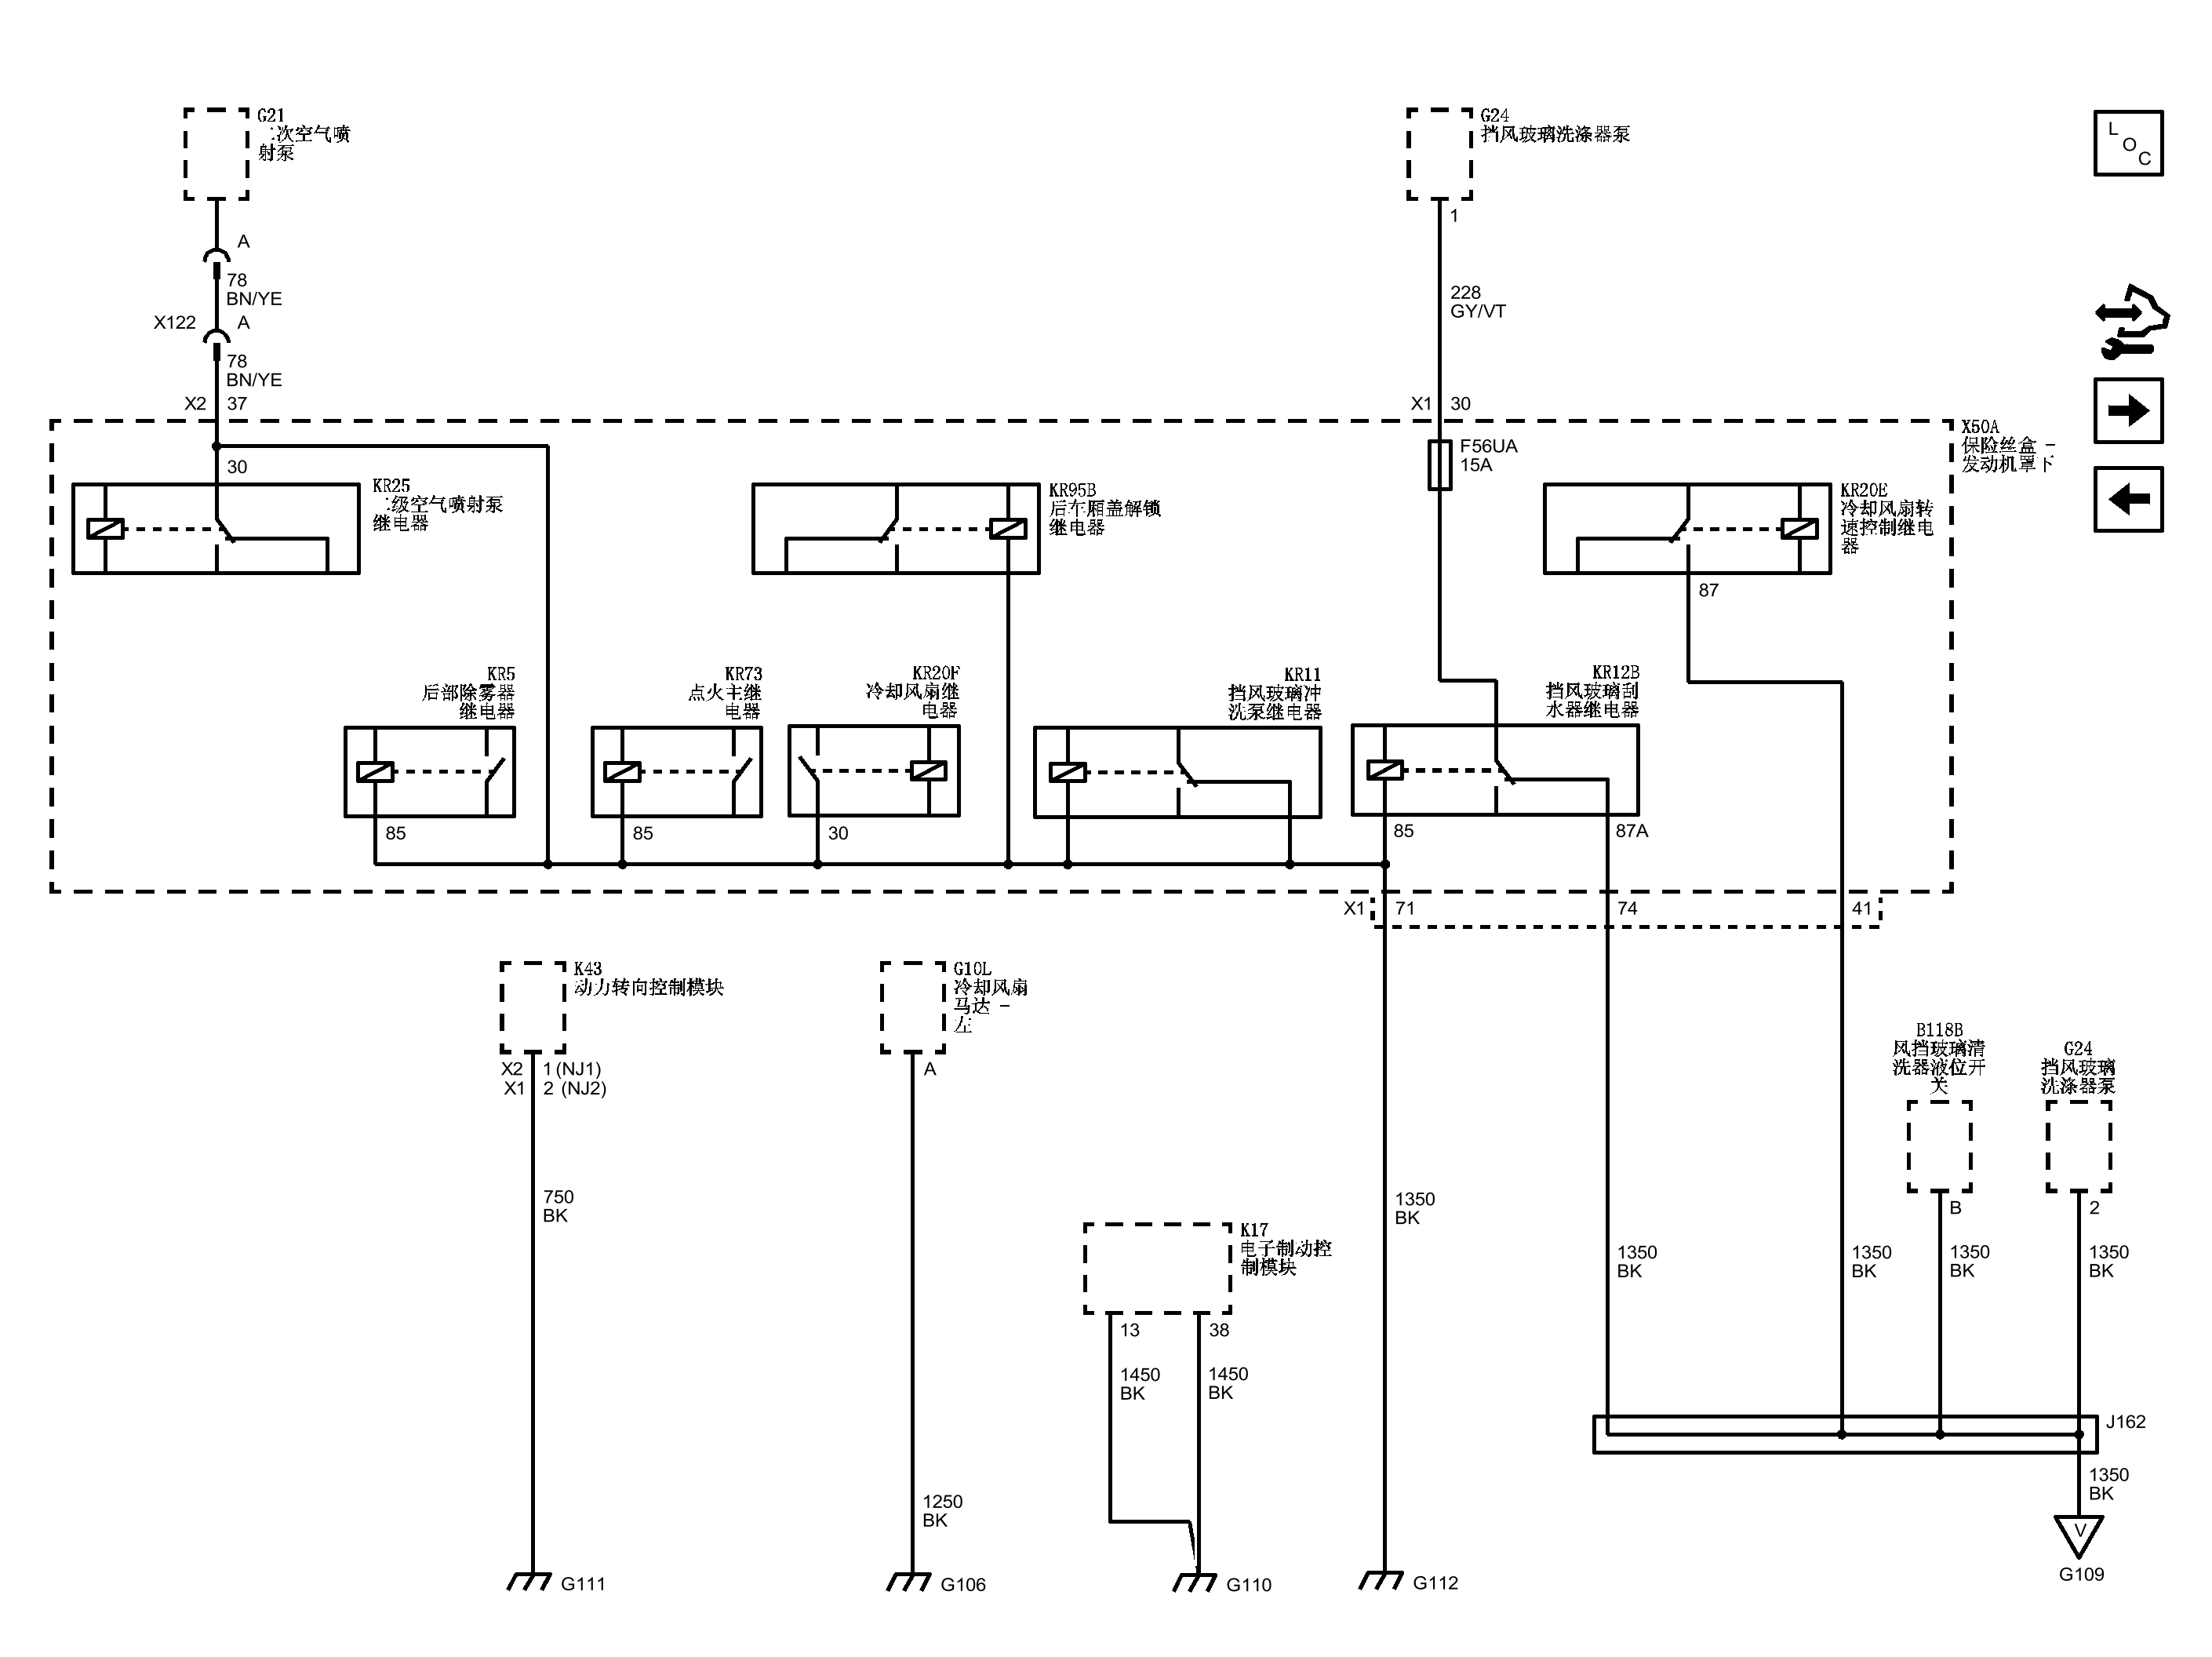 G21
二次空气喷
射泵
A
78
BN/YE
X122
A
78
BN/YE
X2
37
G24
挡风玻璃洗涤器泵
1
228
GY/VT
X1
30
L
O
C
X50A
保险丝盒 -
发动机罩下
F56UA
15A
30
KR25
二级空气喷射泵
继电器
KR95B
后车厢盖解锁
继电器
KR20E
冷却风扇转
速控制继电
器
87
KR5
后部除雾器
继电器
85
KR73
点火主继
电器
85
KR20F
冷却风扇继
电器
30
KR11
挡风玻璃冲
洗泵继电器
KR12B
挡风玻璃刮
水器继电器
85
87A
X1
71
74
41
K43
动力转向控制模块
X2
1 (NJ1)
X1
2 (NJ2)
750
BK
G111
G10L
冷却风扇
马达 -
左
A
1250
BK
G106
K17
电子制动控
制模块
13
38
1450
BK
1450
BK
G110
1350
BK
G112
1350
BK
1350
BK
B118B
风挡玻璃清
洗器液位开
关
B
1350
BK
G24
挡风玻璃
洗涤器泵
2
1350
BK
J162
1350
BK
V
G109